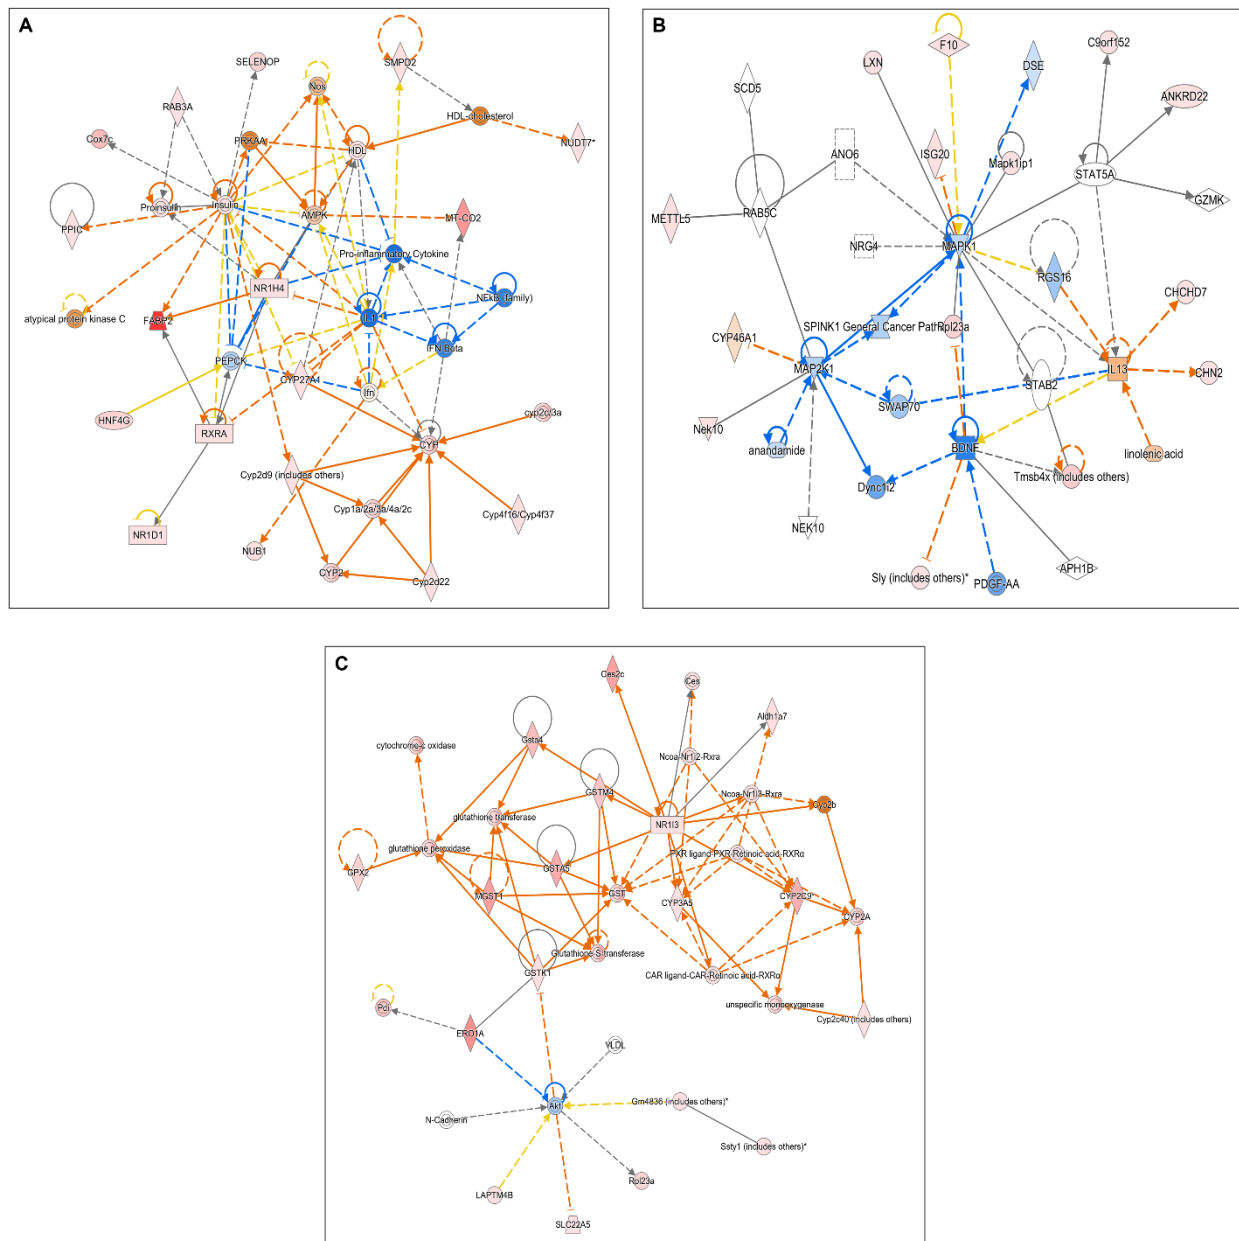 A
SELENOP
SMPD2
RAB3A
Nos
HDL-cholesterol
Cox7c
PRKAA
HDL
NUDT7*
Proinsulin
Insulin
AMPK
MT-CO2
PPIC
Pro-inflammatory Cytokine
NR1H4
NFkB (family)
atypical protein kinase C
FABP2
IL1
IFN Beta
PEPCK
CYP27A1
Ifn
HNF4G
RXRA
cyp2c/3a
CYP
Cyp2d9 (includes others)
Cyp1a/2a/3a/4a/2c
Cyp4f16/Cyp4f37
NR1D1
NUB1
CYP2
Cyp2d22
B
F10
C9orf152
LXN
DSE
SCD5
ANKRD22
ANO6
ISG20
Mapk1ip1
STAT5A
METTL5
RAB5C
GZMK
NRG4
MAPK1
RGS16
CHCHD7
SPINK1 General Cancer Pathway
Rpl23a
CYP46A1
MAP2K1
IL13
CHN2
STAB2
SWAP70
Nek10
anandamide
BDNF
linolenic acid
Tmsb4x (includes others)
Dync1i2
NEK10
Sly (includes others)*
PDGF-AA
APH1B
C
Ces2c
Ces
Aldh1a7
Gsta4
cytochrome-c oxidase
Ncoa-Nr1i2-Rxra
GSTM4
Ncoa-Nr1i3-Rxra
Cyp2b
glutathione transferase
NR1I3
glutathione peroxidase
PXR ligand-PXR-Retinoic acid-RXRα
GPX2
GSTA5
MGST1
GST
CYP3A5
CYP2C9*
CYP2A
Glutathione-S-transferase
GSTK1
CAR ligand-CAR-Retinoic acid-RXRα
unspecific monooxygenase
Cyp2c40 (includes others)
Pdi
ERO1A
VLDL
Akt
Gm4836 (includes others)*
N-Cadherin
Ssty1 (includes others)*
Rpl23a
LAPTM4B
SLC22A5